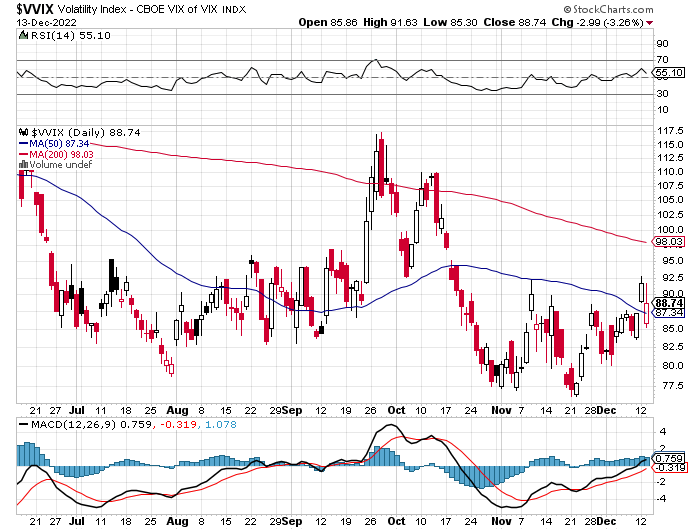 $VVIX Volatility Index - CBOE VIX of VIX INDX
© StockCharts.com
13-Dec-2022
Open 85.86 High 91.63 Low 85.30 Close 88.74 Chg -2.99 (-3.26%)
RSI(14) 55.10
90
70
55.10
30
10
$VVIX (Daily) 88.74
MA(50) 87.34
MA(200) 98.03
Volume undef
117.5
115.0
112.5
110.0
107.5
105.0
102.5
100.0
98.03
95.0
92.5
90.0
88.74
87.34
85.0
82.5
80.0
77.5
21 27 Jul 11 18 25 Aug 8 15 22 29 Sep 12 19 26 Oct 10 17 24 Nov 7 14 21 28 Dec 12
MACD(12,26,9) 0.759, -0.319, 1.078
4
3
2
1
0.759
-0.319
-1
-2
-3
-4
-5
21 27 Jul 11 18 25 Aug 8 15 22 29 Sep 12 19 26 Oct 10 17 24 Nov 7 14 21 28 Dec 12